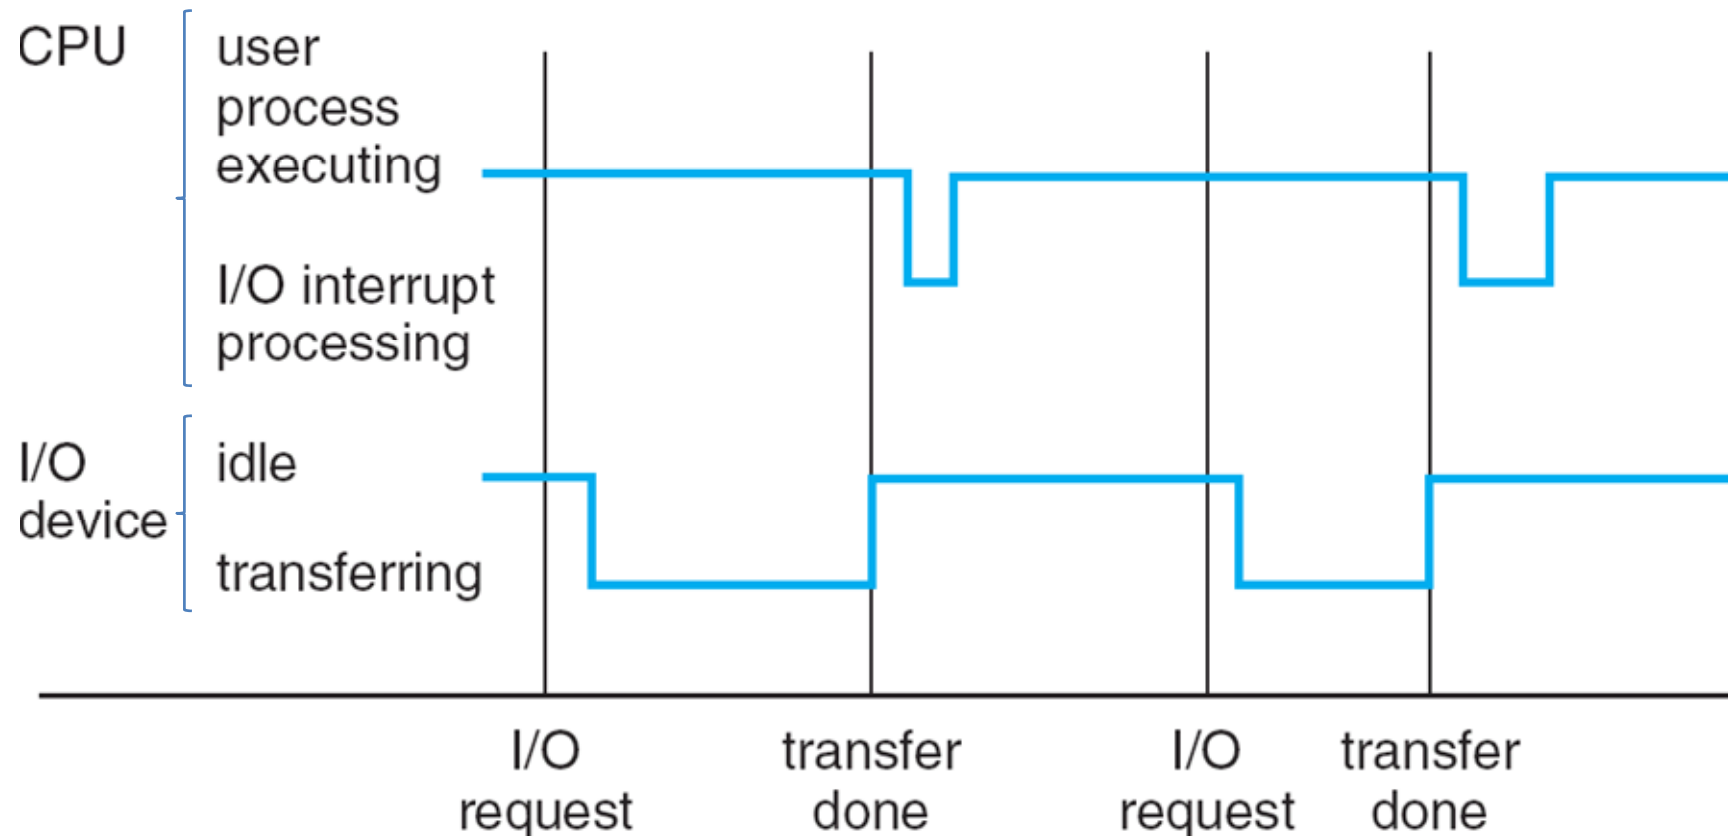 CPU
user
process
executing
I/O interrupt
processing
I/O
device
idle
transferring
I/O
request
transfer
done
I/O
request
transfer
done